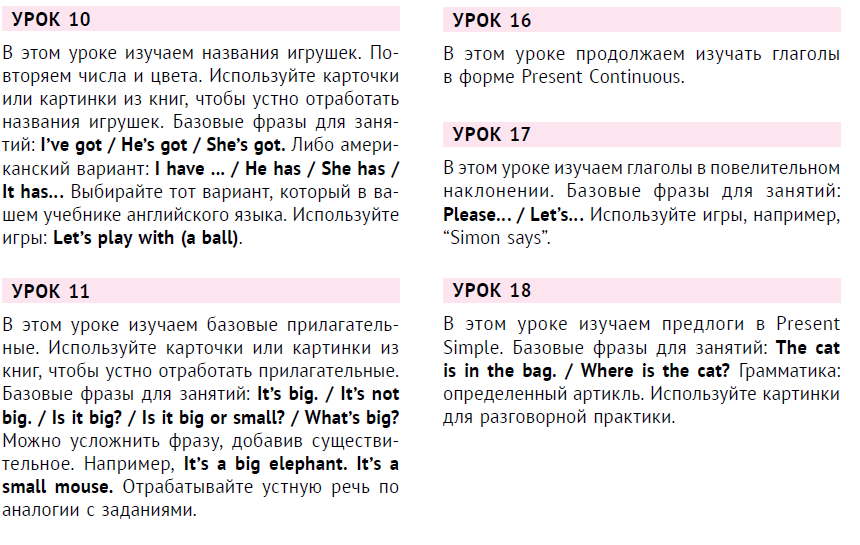 УРОК 10
В этом уроке изучаем названия игрушек. По-
вторяем числа и цвета. Используйте карточки
или картинки из книг, чтобы устно отработать
названия игрушек. Базовые фразы для заня-
тий: I’ve got / He’s got / She’s got. Либо амери-
канский вариант: I have ... / He has / She has /
It has... Выбирайте тот вариант, который в ва-
шем учебнике английского языка. Используйте
игры: Let’s play with (a ball).
УРОК 11
В этом уроке изучаем базовые прилагатель-
ные. Используйте карточки или картинки из
книг, чтобы устно отработать прилагательные.
Базовые фразы для занятий: It’s big. / It’s not
big. / Is it big? / Is it big or small? / What’s big?
Можно усложнить фразу, добавив существи-
тельное. Например, It’s a big elephant. It’s a
small mouse. Отрабатывайте устную речь по
аналогии с заданиями.
УРОК 16
В этом уроке продолжаем изучать глаголы
в форме Present Continuous.
УРОК 17
В этом уроке изучаем глаголы в повелительном
наклонении. Базовые фразы для занятий:
Please... / Let’s... Используйте игры, например,
“Simon says”.
УРОК 18
В этом уроке изучаем предлоги в Present
Simple. Базовые фразы для занятий: The cat
is in the bag. / Where is the cat? Грамматика:
определенный артикль. Используйте картинки
для разговорной практики.